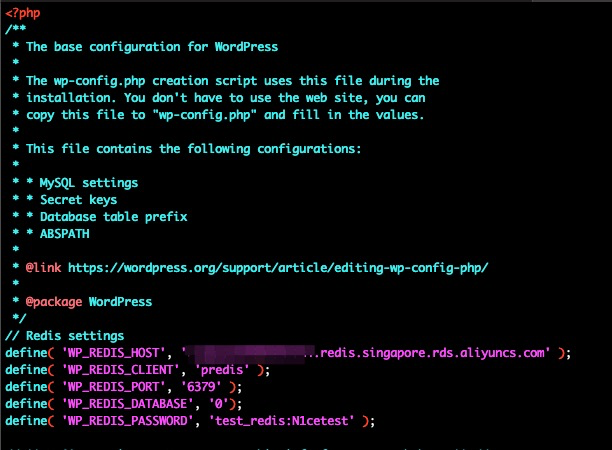 <?php
/**
 * The base configuration for WordPress
 *
 * The wp-config.php creation script uses this file during the
 * installation. You don't have to use the web site, you can
 * copy this file to "wp-config.php" and fill in the values.
 *
 * This file contains the following configurations:
 *
 * * MySQL settings
 * * Secret keys
 * * Database table prefix
 * * ABSPATH
 *
 * @link https://wordpress.org/support/article/editing-wp-config-php/
 *
 * @package WordPress
 */
// Redis settings
define( 'WP_REDIS_HOST', '...redis.singapore.rds.aliyuncs.com' );
define( 'WP_REDIS_CLIENT', 'predis' );
define( 'WP_REDIS_PORT', '6379' );
define( 'WP_REDIS_DATABASE', '0');
define( 'WP_REDIS_PASSWORD', 'test_redis:N1cetest' );